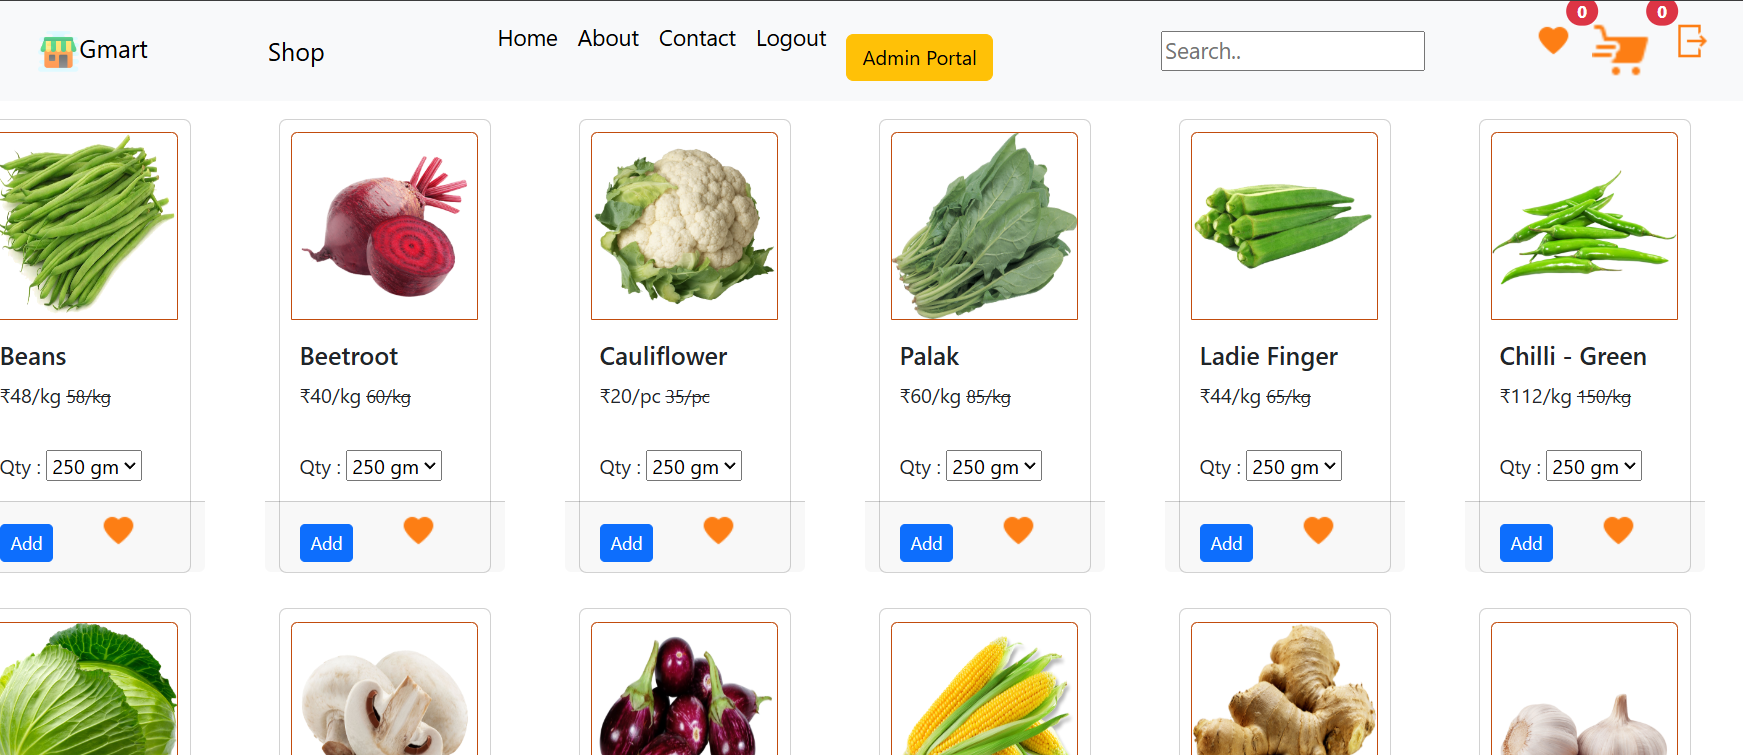 Gmart
Shop
Home About Contact Logout Admin Portal
Search..
0
0
Beans
₹48/kg 58/kg
Qty : 250 gm
Add
Beetroot
₹40/kg 60/kg
Qty : 250 gm
Add
Cauliflower
₹20/pc 35/pc
Qty : 250 gm
Add
Palak
₹60/kg 85/kg
Qty : 250 gm
Add
Ladie Finger
₹44/kg 65/kg
Qty : 250 gm
Add
Chilli - Green
₹112/kg 150/kg
Qty : 250 gm
Add